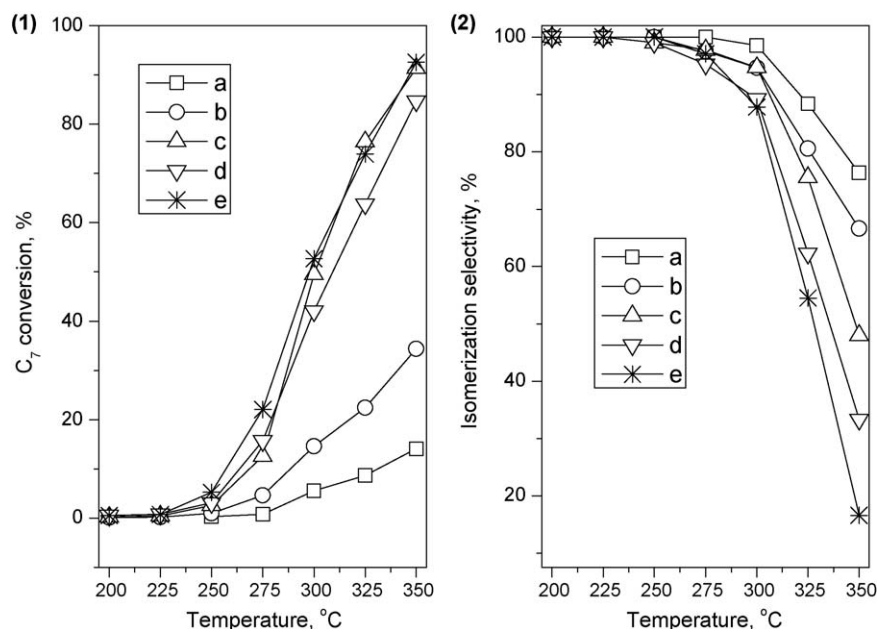 (1)
100
80
60
40
20
0
C₇ conversion, %
a
b
c
d
e
200 225 250 275 300 325 350
Temperature, °C
(2)
100
80
60
40
20
Isomerization selectivity, %
a
b
c
d
e
200 225 250 275 300 325 350
Temperature, °C